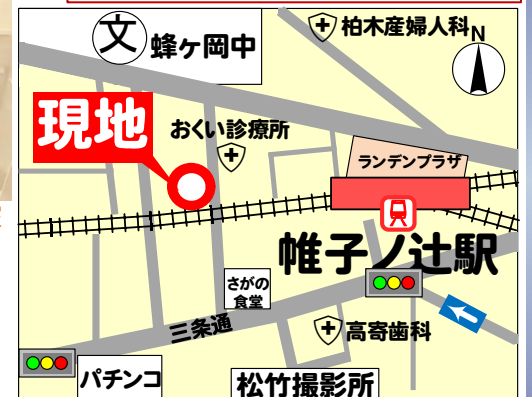 文
蜂ヶ岡中
柏木産婦人科
N
現地
おくい診療所
ランデンプラザ
帷子ノ辻駅
さがの
食堂
三条通
高寄歯科
パチンコ
松竹撮影所